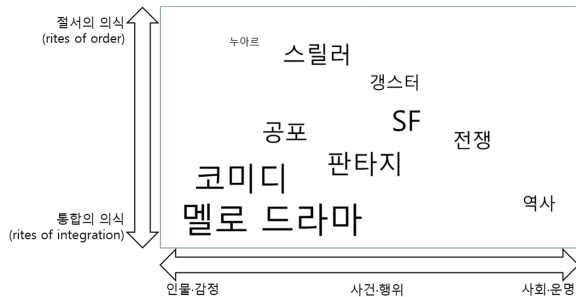 절서의 의식
(rites of order)
누아르
스릴러
갱스터
SF
공포
전쟁
판타지
코미디
역사
멜로 드라마
통합의 의식
(rites of integration)
인물·감정
사건·행위
사회·운명